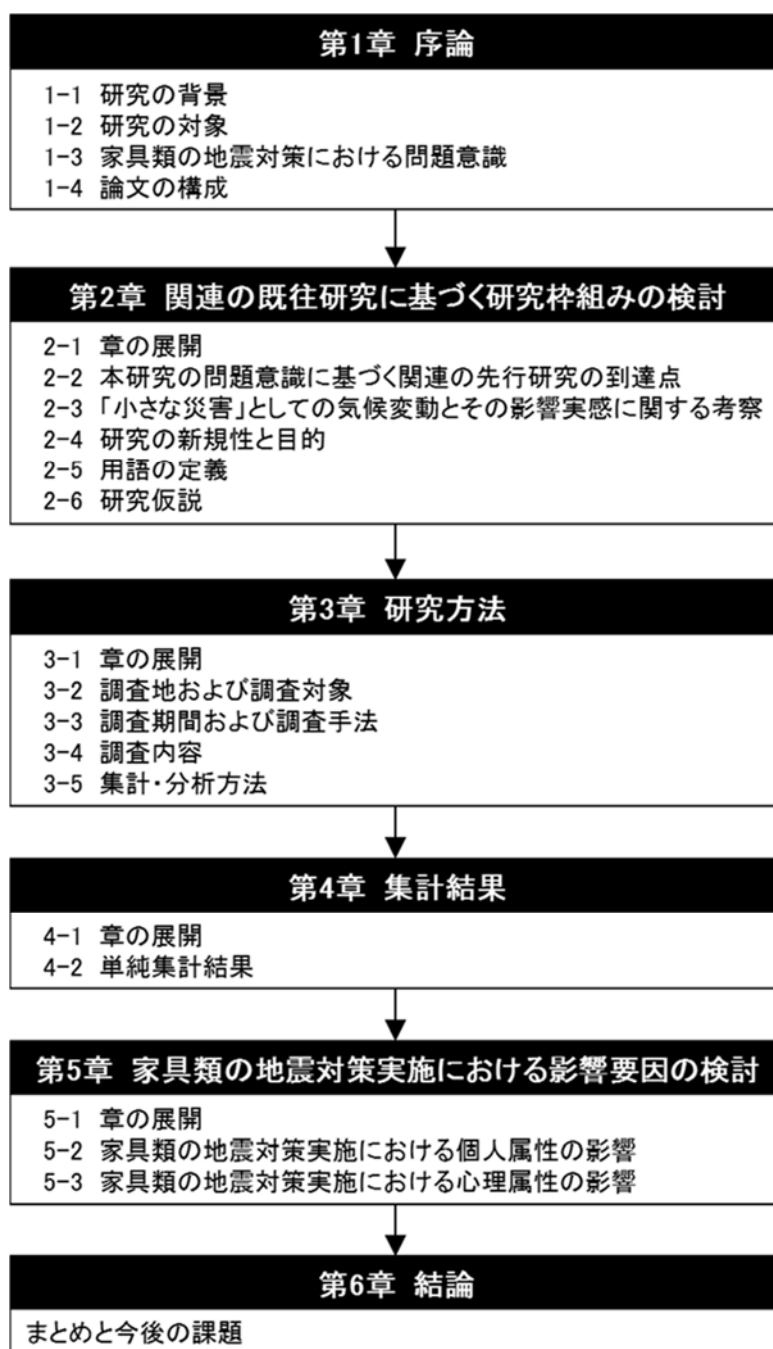 第1章 序論
1-1 研究の背景
1-2 研究の対象
1-3 家具類の地震対策における問題意識
1-4 論文の構成
第2章 関連の既往研究に基づく研究枠組みの検討
2-1 章の展開
2-2 本研究の問題意識に基づく関連の先行研究の到達点
2-3 「小さな災害」としての気候変動とその影響実感に関する考察
2-4 研究の新規性と目的
2-5 用語の定義
2-6 研究仮説
第3章 研究方法
3-1 章の展開
3-2 調査地および調査対象
3-3 調査期間および調査手法
3-4 調査内容
3-5 集計・分析方法
第4章 集計結果
4-1 章の展開
4-2 単純集計結果
第5章 家具類の地震対策実施における影響要因の検討
5-1 章の展開
5-2 家具類の地震対策実施における個人属性の影響
5-3 家具類の地震対策実施における心理属性の影響
第6章 結論
まとめと今後の課題